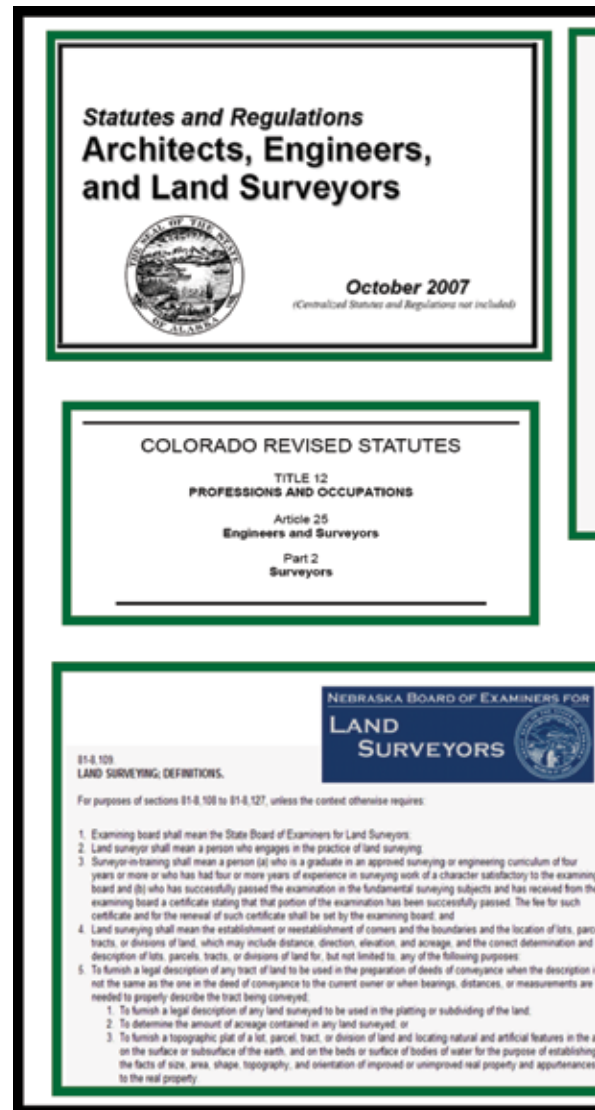 Statutes and Regulations
Architects, Engineers,
and Land Surveyors
THE SEAL OF THE STATE
OF ALASKA
October 2007
(Centralized Statutes and Regulations not included)
COLORADO REVISED STATUTES
TITLE 12
PROFESSIONS AND OCCUPATIONS
Article 25
Engineers and Surveyors
Part 2
Surveyors
NEBRASKA BOARD OF EXAMINERS FOR
LAND
SURVEYORS
81-8,109.
LAND SURVEYING; DEFINITIONS.
For purposes of sections 81-8,108 to 81-8,127, unless the context otherwise requires:
1. Examining board shall mean the State Board of Examiners for Land Surveyors;
2. Land surveyor shall mean a person who engages in the practice of land surveying;
3. Surveyor-in-training shall mean a person (a) who is a graduate in an approved surveying or engineering curriculum of four
years or more or who has had four or more years of experience in surveying work of a character satisfactory to the examining
board and (b) who has successfully passed the examination in the fundamental surveying subjects and has received from the
examining board a certificate stating that that portion of the examination has been successfully passed. The fee for such
certificate and for the renewal of such certificate shall be set by the examining board; and
4. Land surveying shall mean the establishment or reestablishment of corners and the boundaries and the location of lots, parc
tracts, or divisions of land, which may include distance, direction, elevation, and acreage, and the correct determination and
description of lots, parcels, tracts, or divisions of land for, but not limited to, any of the following purposes:
5. To furnish a legal description of any tract of land to be used in the preparation of deeds of conveyance when the description i
not the same as the one in the deed of conveyance to the current owner or when bearings, distances, or measurements are
needed to properly describe the tract being conveyed;
1. To furnish a legal description of any land surveyed to be used in the platting or subdividing of the land;
2. To determine the amount of acreage contained in any land surveyed; or
3. To furnish a topographic plat of a lot, parcel, tract, or division of land and locating natural and artificial features in the a
on the surface or subsurface of the earth, and on the beds or surface of bodies of water for the purpose of establishing
the facts of size, area, shape, topography, and orientation of improved or unimproved real property and appurtenances
to the real property.